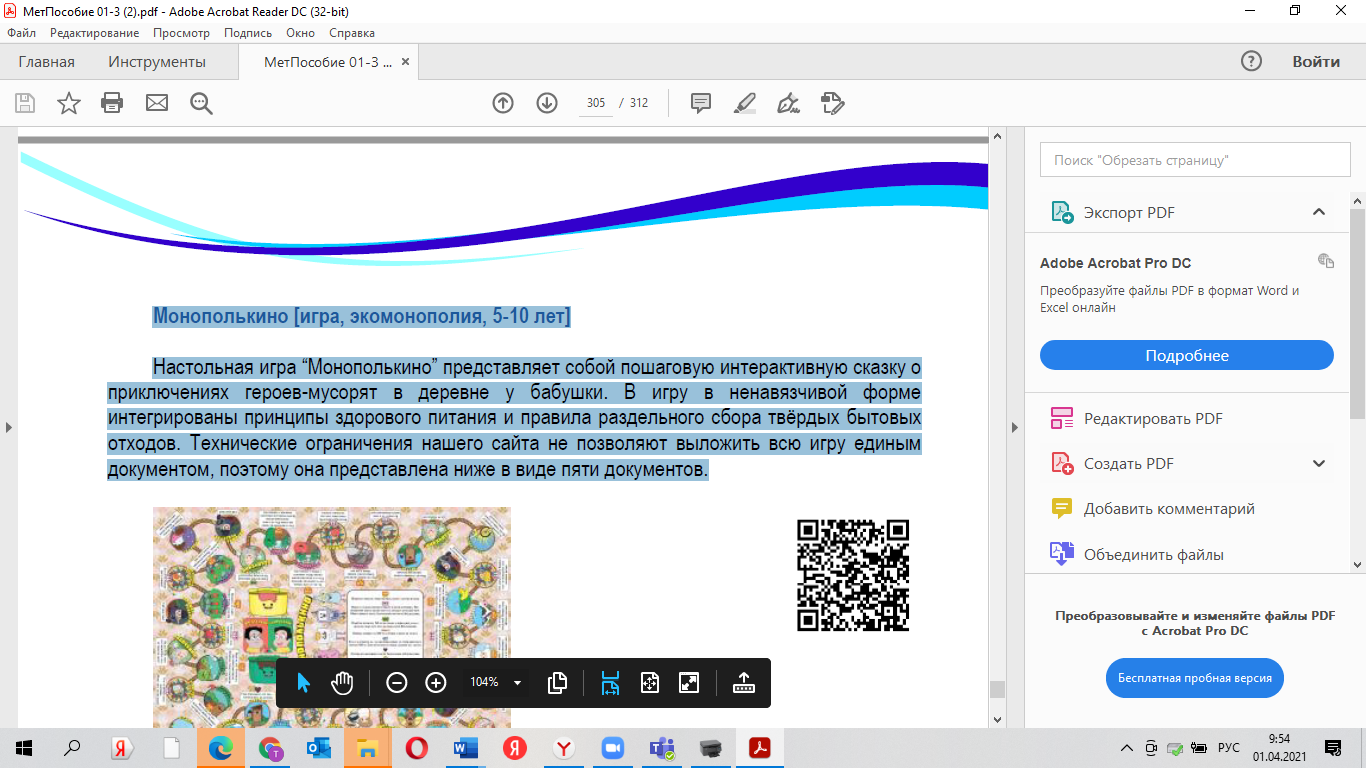 МетПособие 01-3 (2).pdf - Adobe Acrobat Reader DC (32-bit)
Файл Редактирование Просмотр Подпись Окно Справка
Главная Инструменты МетПособие 01-3 ... × Войти
305 / 312
Поиск "Обрезать страницу"
Экспорт PDF
Adobe Acrobat Pro DC
Преобразуйте файлы PDF в формат Word и
Excel онлайн
Подробнее
Редактировать PDF
Создать PDF
Добавить комментарий
Объединить файлы
Преобразовывайте и изменяйте файлы PDF
с Acrobat Pro DC
Бесплатная пробная версия
Монополькино [игра, экомонополия, 5-10 лет]
Настольная игра “Монополькино” представляет собой пошаговую интерактивную сказку о
приключениях героев-мусорят в деревне у бабушки. В игру в ненавязчивой форме
интегрированы принципы здорового питания и правила раздельного сбора твёрдых бытовых
отходов. Технические ограничения нашего сайта не позволяют выложить всю игру единым
документом, поэтому она представлена ниже в виде пяти документов.
104%
РУС
9:54
01.04.2021